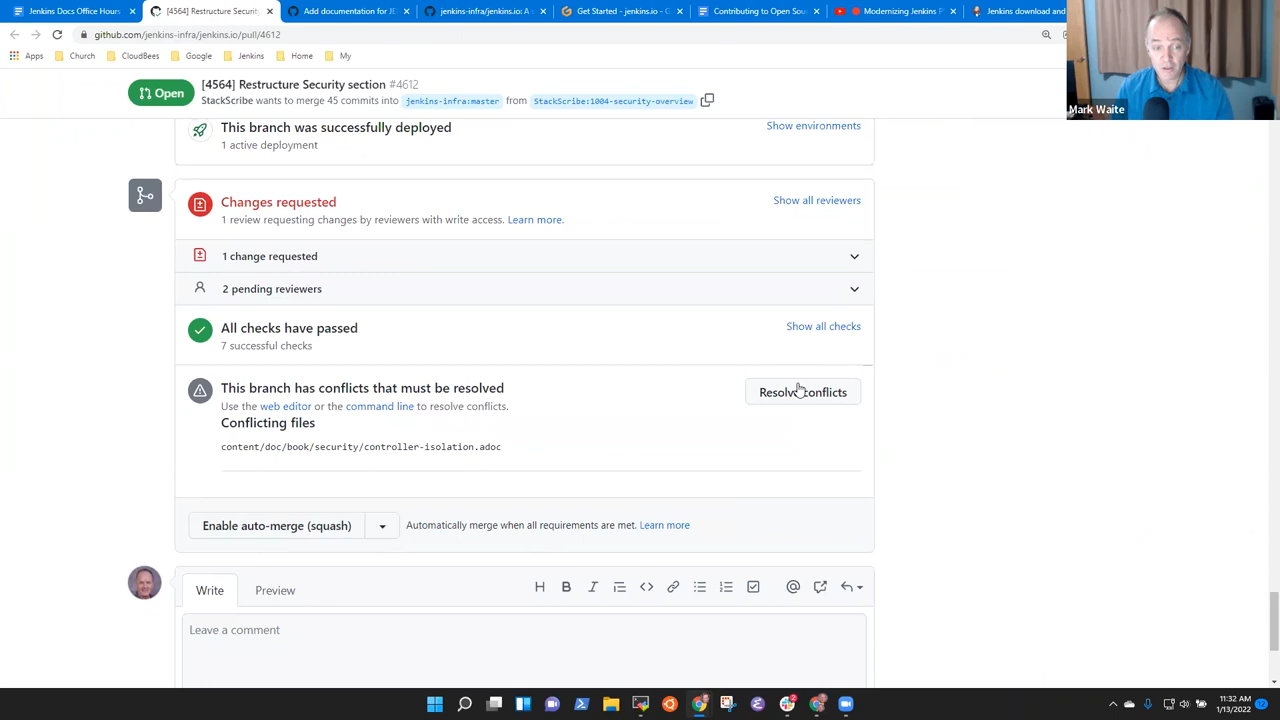 Jenkins Docs Office Hours
[4564] Restructure Securit
Add documentation for JE
jenkins-infra/jenkins.io: A
Get Started - jenkins.io - G
Contributing to Open Sou
Modernizing Jenkins P
Jenkins download and
github.com/jenkins-infra/jenkins.io/pull/4612
Apps
Church
CloudBees
Google
Jenkins
Home
My
Mark Waite
Open
[4564] Restructure Security section #4612
StackScribe wants to merge 45 commits into jenkins-infra:master from StackScribe:1004-security-overview
This branch was successfully deployed
Show environments
1 active deployment
Changes requested
Show all reviewers
1 review requesting changes by reviewers with write access. Learn more.
1 change requested
2 pending reviewers
All checks have passed
Show all checks
7 successful checks
This branch has conflicts that must be resolved
Resolve conflicts
Use the web editor or the command line to resolve conflicts.
Conflicting files
content/doc/book/security/controller-isolation.adoc
Enable auto-merge (squash)
Automatically merge when all requirements are met. Learn more
Write
Preview
Leave a comment
11:32 AM
1/13/2022